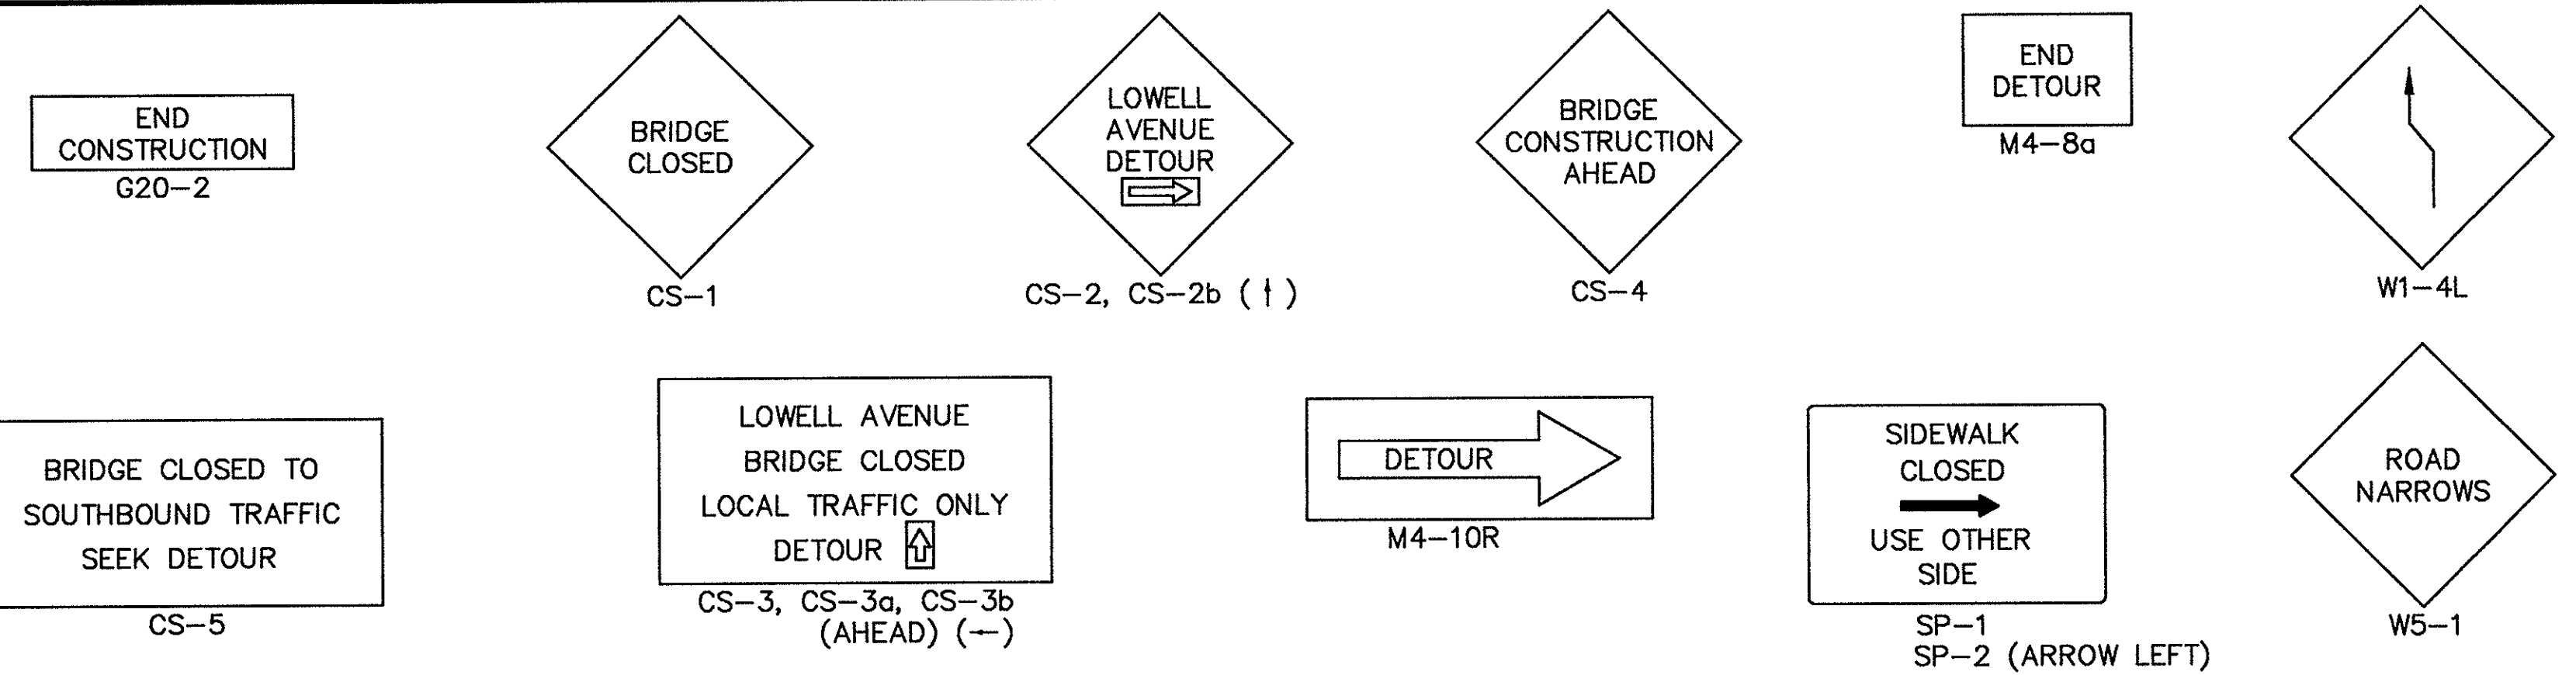 END
CONSTRUCTION
G20-2
BRIDGE
CLOSED
CS-1
LOWELL
AVENUE
DETOUR
CS-2, CS-2b (↑)
BRIDGE
CONSTRUCTION
AHEAD
CS-4
END
DETOUR
M4-8a
W1-4L
BRIDGE CLOSED TO
SOUTHBOUND TRAFFIC
SEEK DETOUR
CS-5
LOWELL AVENUE
BRIDGE CLOSED
LOCAL TRAFFIC ONLY
DETOUR
CS-3, CS-3a, CS-3b
(AHEAD) (←)
DETOUR
M4-10R
SIDEWALK
CLOSED
USE OTHER
SIDE
SP-1
SP-2 (ARROW LEFT)
ROAD
NARROWS
W5-1